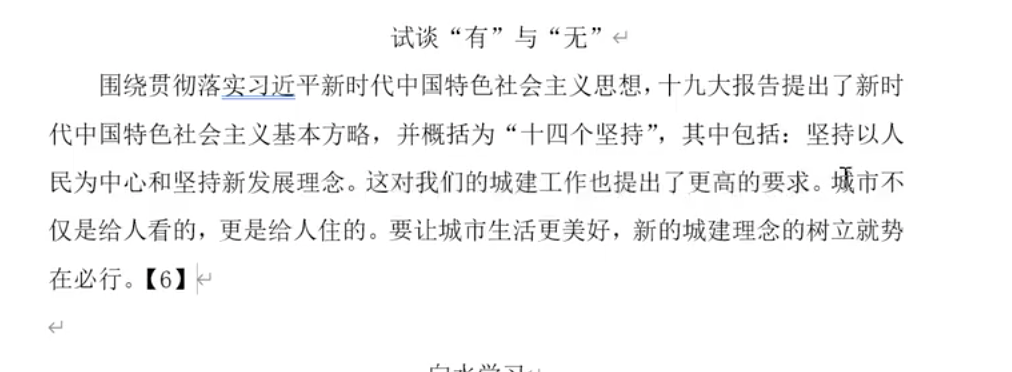 试谈“有”与“无”
围绕贯彻落实习近平新时代中国特色社会主义思想，十九大报告提出了新时
代中国特色社会主义基本方略，并概括为“十四个坚持”，其中包括：坚持以人
民为中心和坚持新发展理念。这对我们的城建工作也提出了更高的要求。城市不
仅是给人看的，更是给人住的。要让城市生活更美好，新的城建理念的树立就势
在必行。【6】